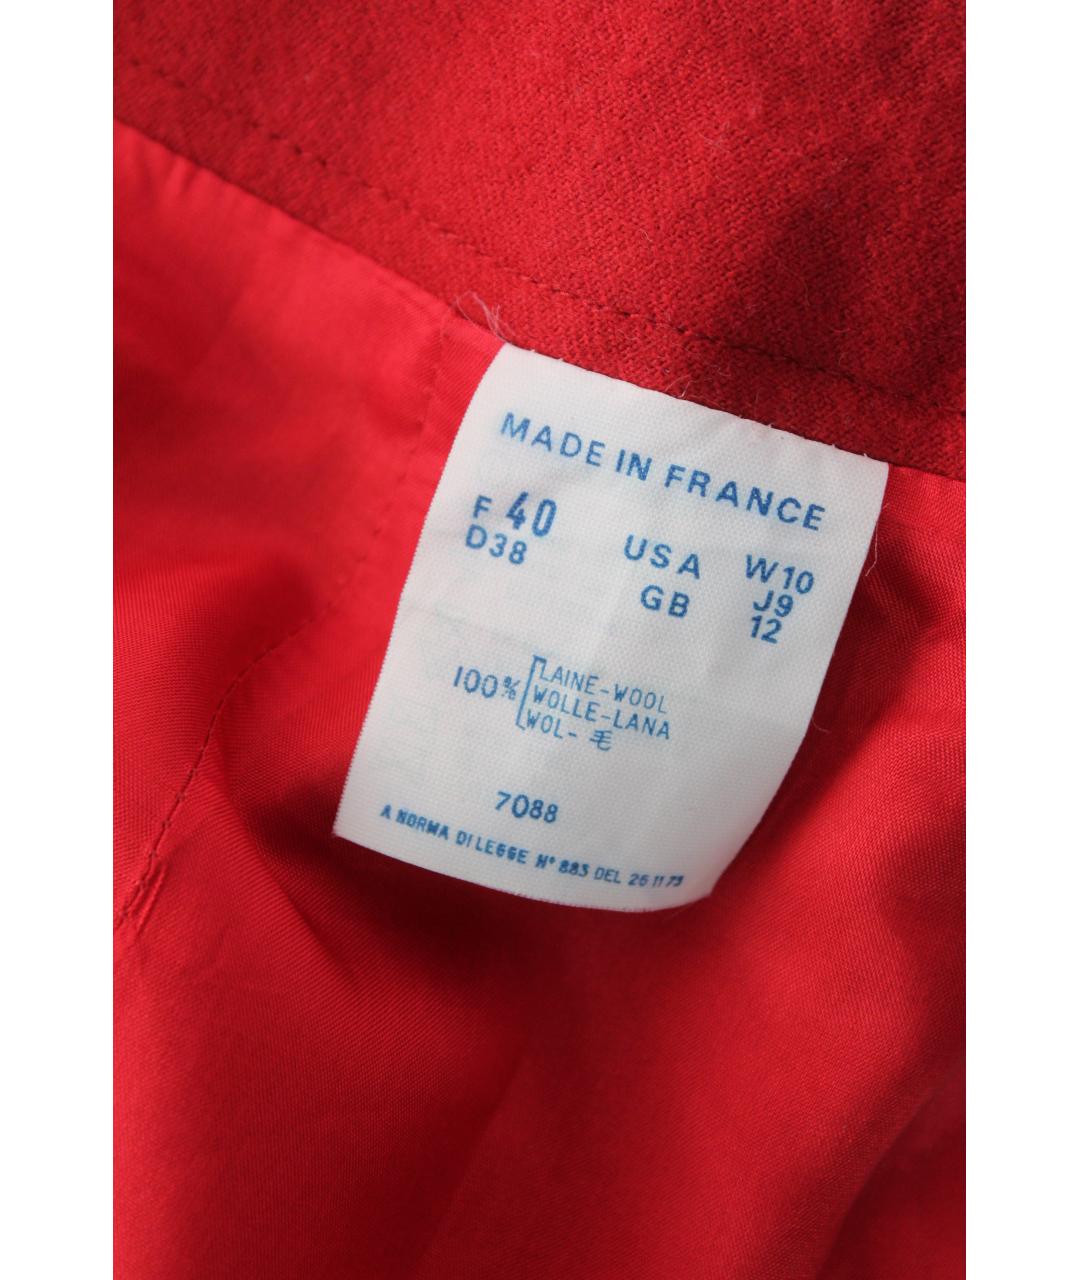 MADE IN FRANCE
F 40 USA W10
D38 J9
GB 12
100% LAINE-WOOL
WOLLE-LANA
WOL- 毛
7088
A NORMA DI LEGGE N° 883 DEL 26 11 73